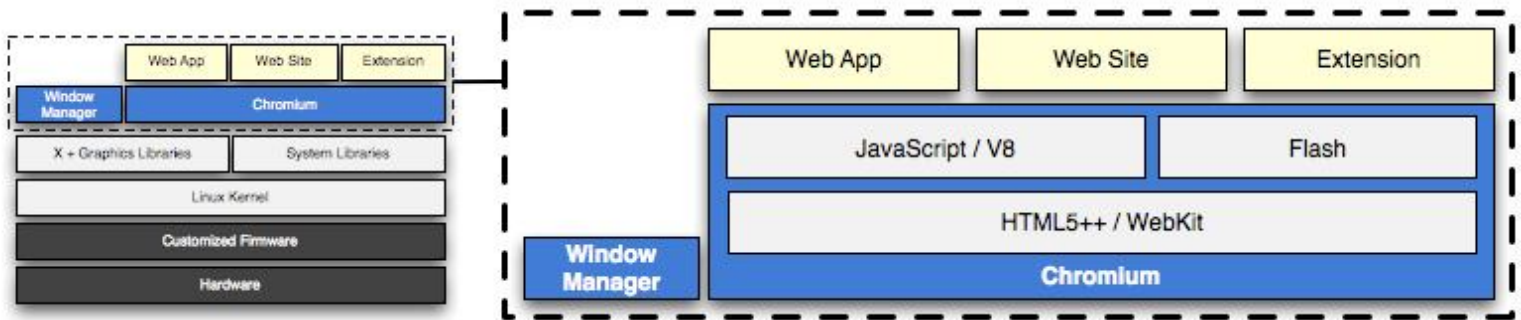 Web App
Web Site
Extension
Window
Manager
Chromium
X + Graphics Libraries
System Libraries
Linux Kernel
Customized Firmware
Hardware
Web App
Web Site
Extension
JavaScript / V8
Flash
HTML5++ / WebKit
Window
Manager
Chromium